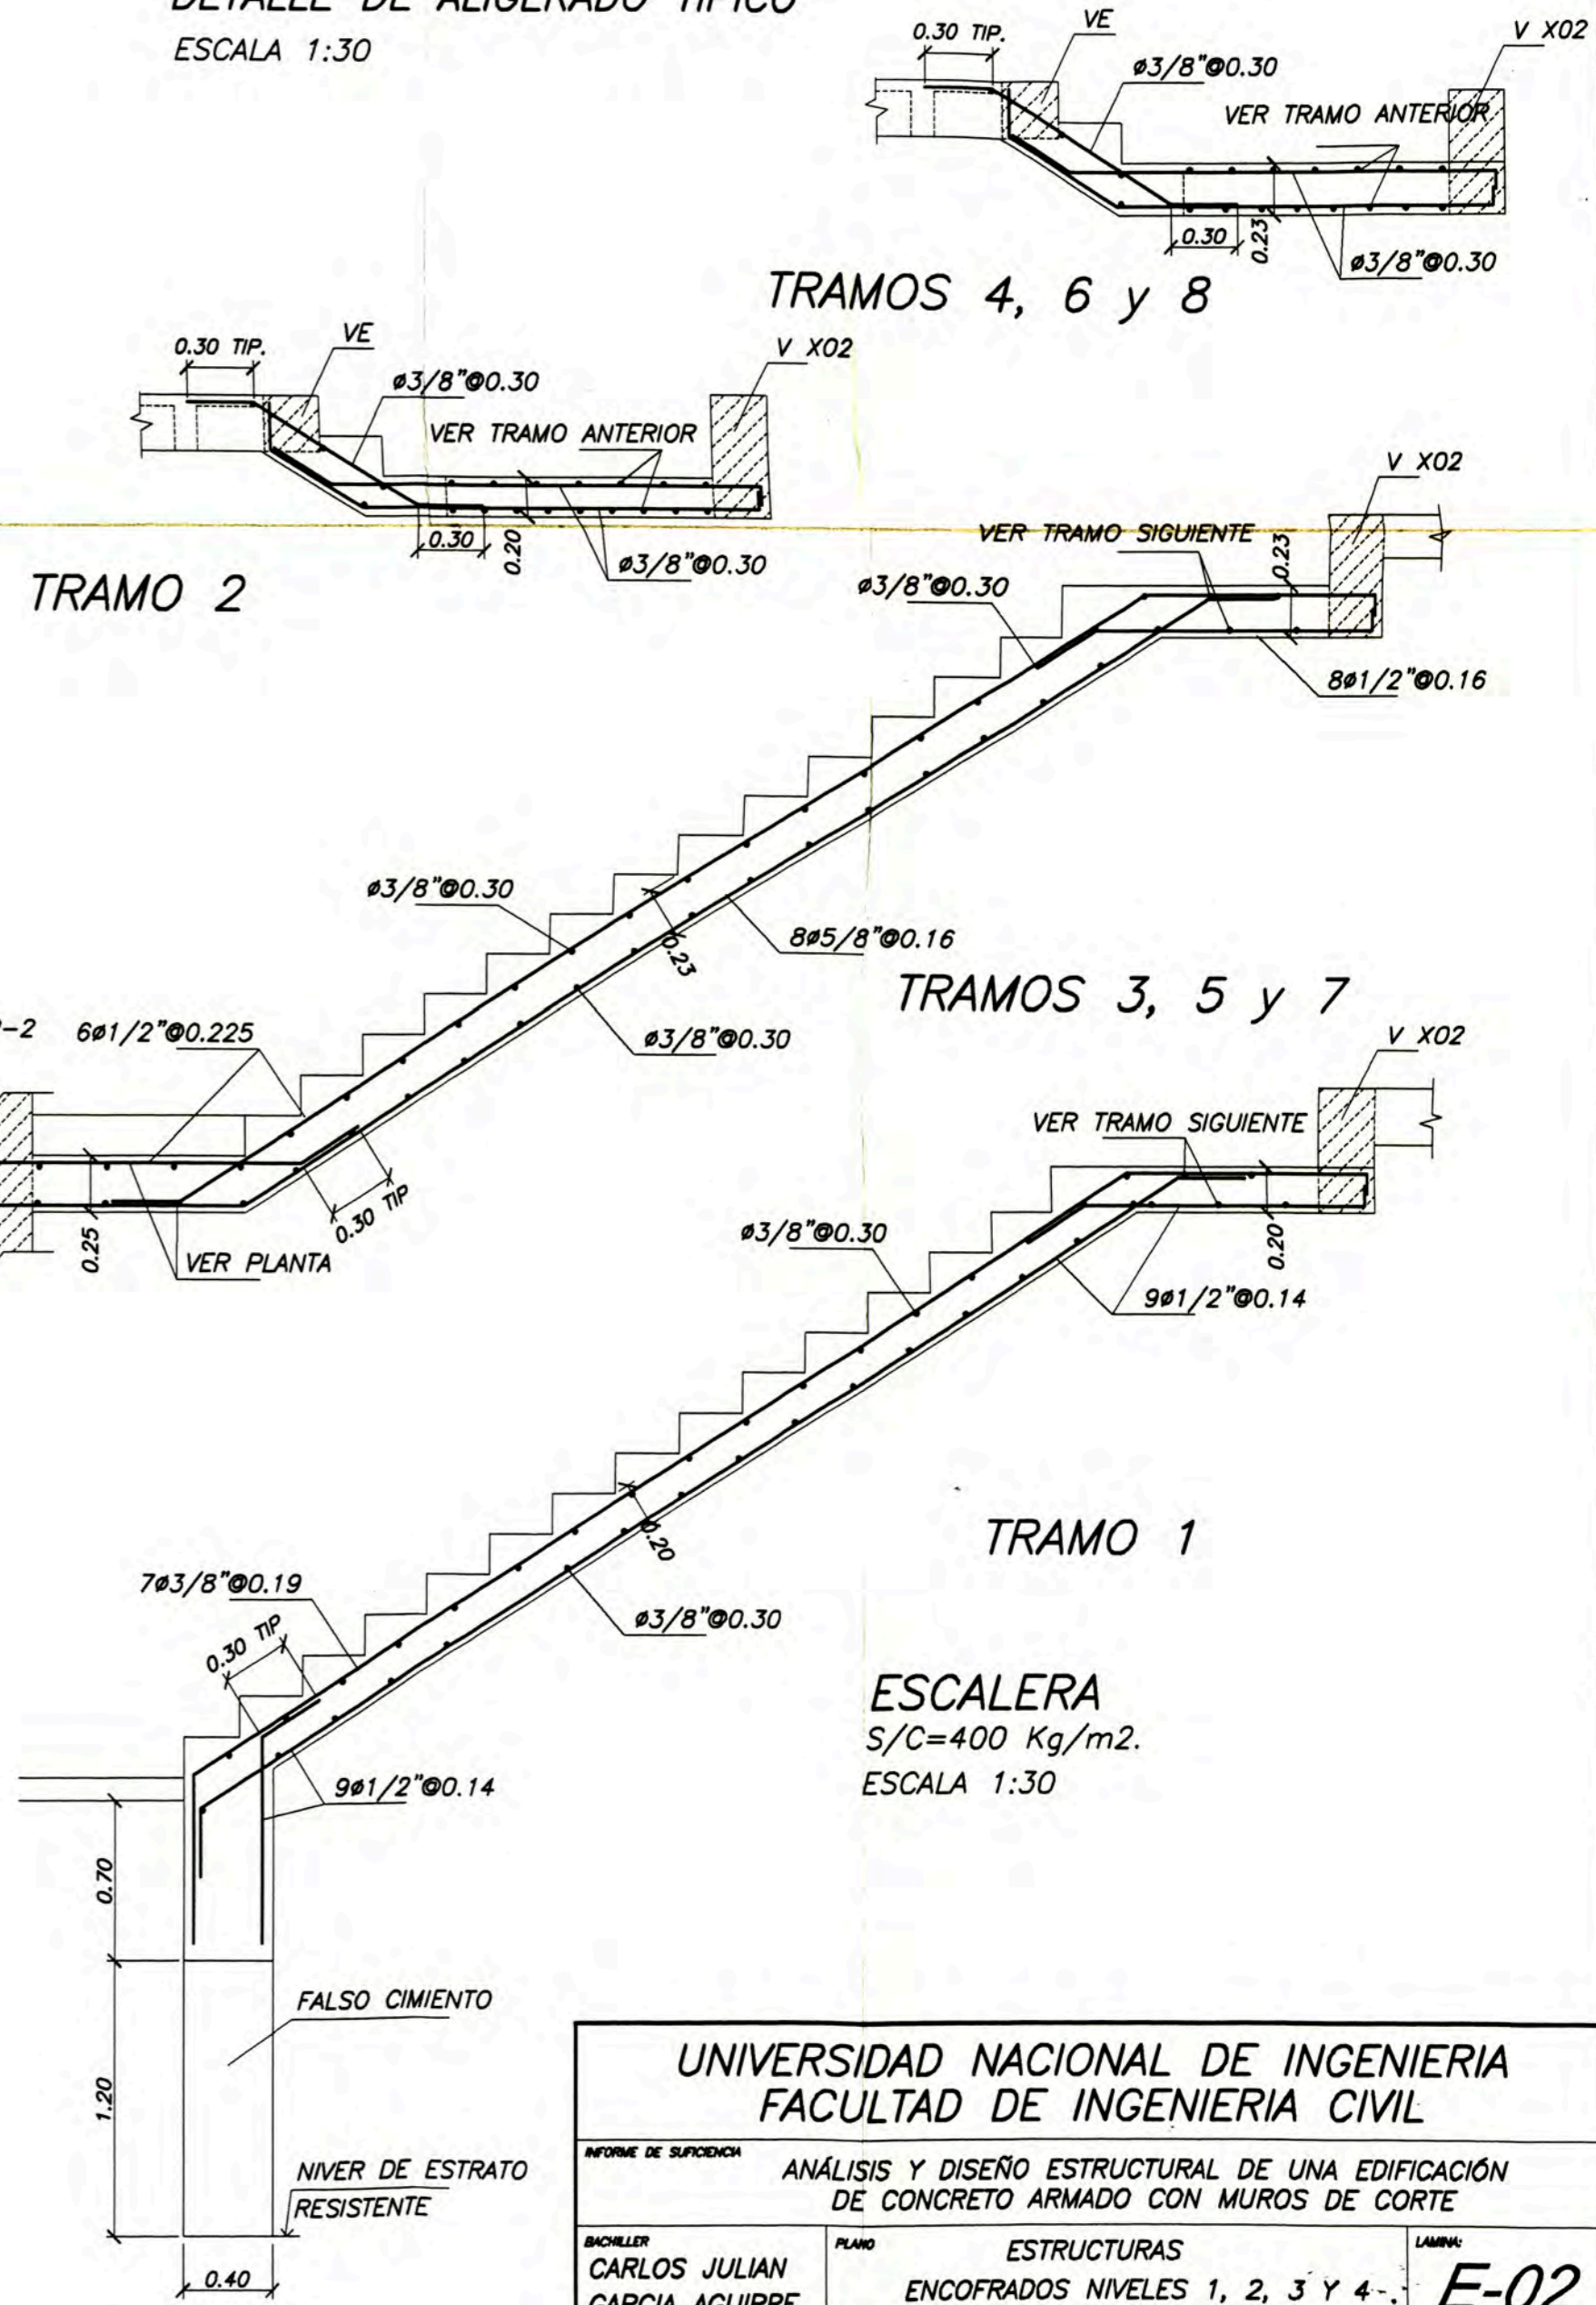 DETALLE DE ALIGERADO TIPICO
ESCALA 1:30
0.30 TIP.
VE
V X02
ø3/8"@0.30
VER TRAMO ANTERIOR
0.30
0.23
ø3/8"@0.30
TRAMOS 4, 6 y 8
0.30 TIP.
VE
V X02
ø3/8"@0.30
VER TRAMO ANTERIOR
0.30
0.20
ø3/8"@0.30
TRAMO 2
V X02
VER TRAMO SIGUIENTE
0.23
ø3/8"@0.30
8ø1/2"@0.16
ø3/8"@0.30
0.23
8ø5/8"@0.16
TRAMOS 3, 5 y 7
-2
6ø1/2"@0.225
ø3/8"@0.30
0.25
0.30 TIP
VER PLANTA
V X02
VER TRAMO SIGUIENTE
ø3/8"@0.30
0.20
9ø1/2"@0.14
0.20
TRAMO 1
7ø3/8"@0.19
0.30 TIP
ø3/8"@0.30
9ø1/2"@0.14
ESCALERA
S/C=400 Kg/m2.
ESCALA 1:30
0.70
FALSO CIMIENTO
1.20
NIVER DE ESTRATO
RESISTENTE
0.40
UNIVERSIDAD NACIONAL DE INGENIERIA
FACULTAD DE INGENIERIA CIVIL
INFORME DE SUFICIENCIA
ANÁLISIS Y DISEÑO ESTRUCTURAL DE UNA EDIFICACIÓN
DE CONCRETO ARMADO CON MUROS DE CORTE
BACHILLER
CARLOS JULIAN
GARCIA AGUIRRE
PLANO
ESTRUCTURAS
ENCOFRADOS NIVELES 1, 2, 3 Y 4-.
LAMINA:
E-02